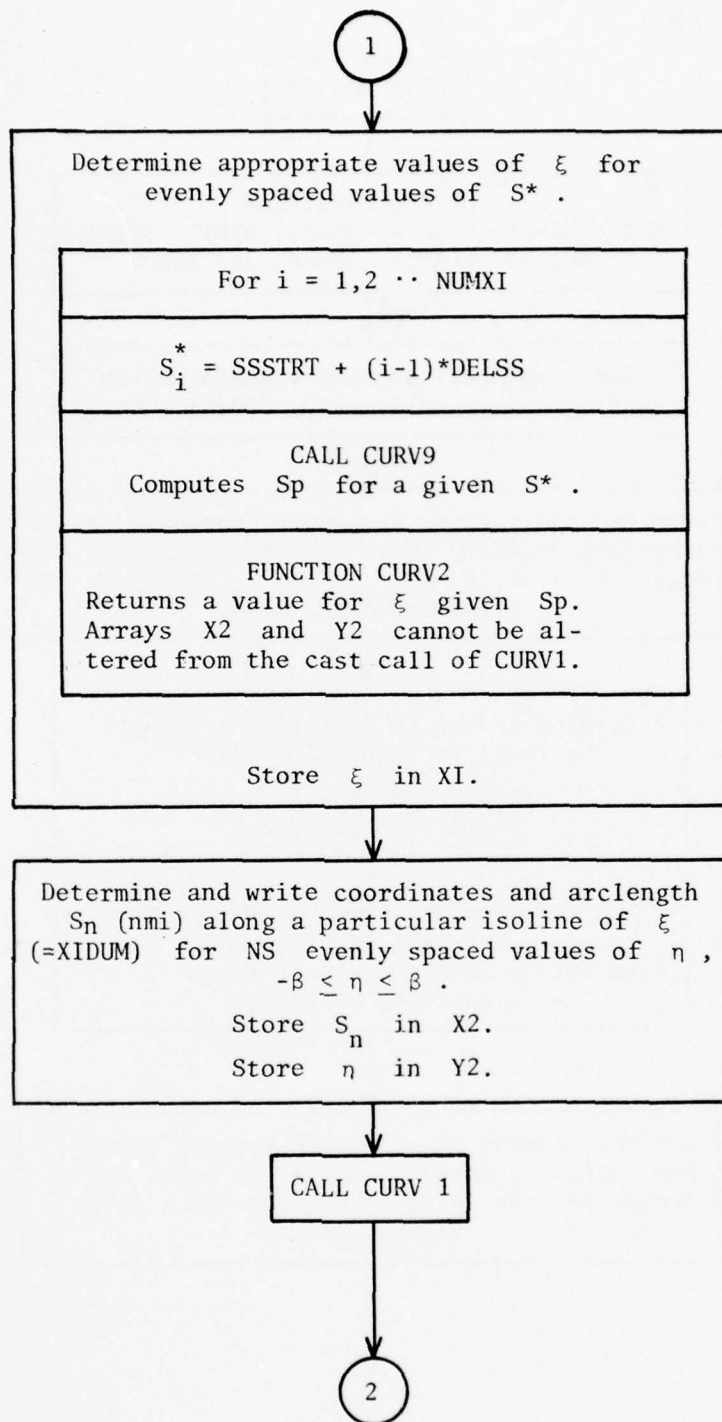 1
Determine appropriate values of ξ for
evenly spaced values of S* .
For i = 1,2 ·· NUMXI
S*i = SSSTRT + (i-1)*DELSS
CALL CURV9
Computes Sp for a given S* .
FUNCTION CURV2
Returns a value for ξ given Sp.
Arrays X2 and Y2 cannot be al-
tered from the cast call of CURV1.
Store ξ in XI.
Determine and write coordinates and arclength
Sn (nmi) along a particular isoline of ξ
(=XIDUM) for NS evenly spaced values of η ,
-β ≤ η ≤ β .
Store Sn in X2.
Store η in Y2.
CALL CURV 1
2